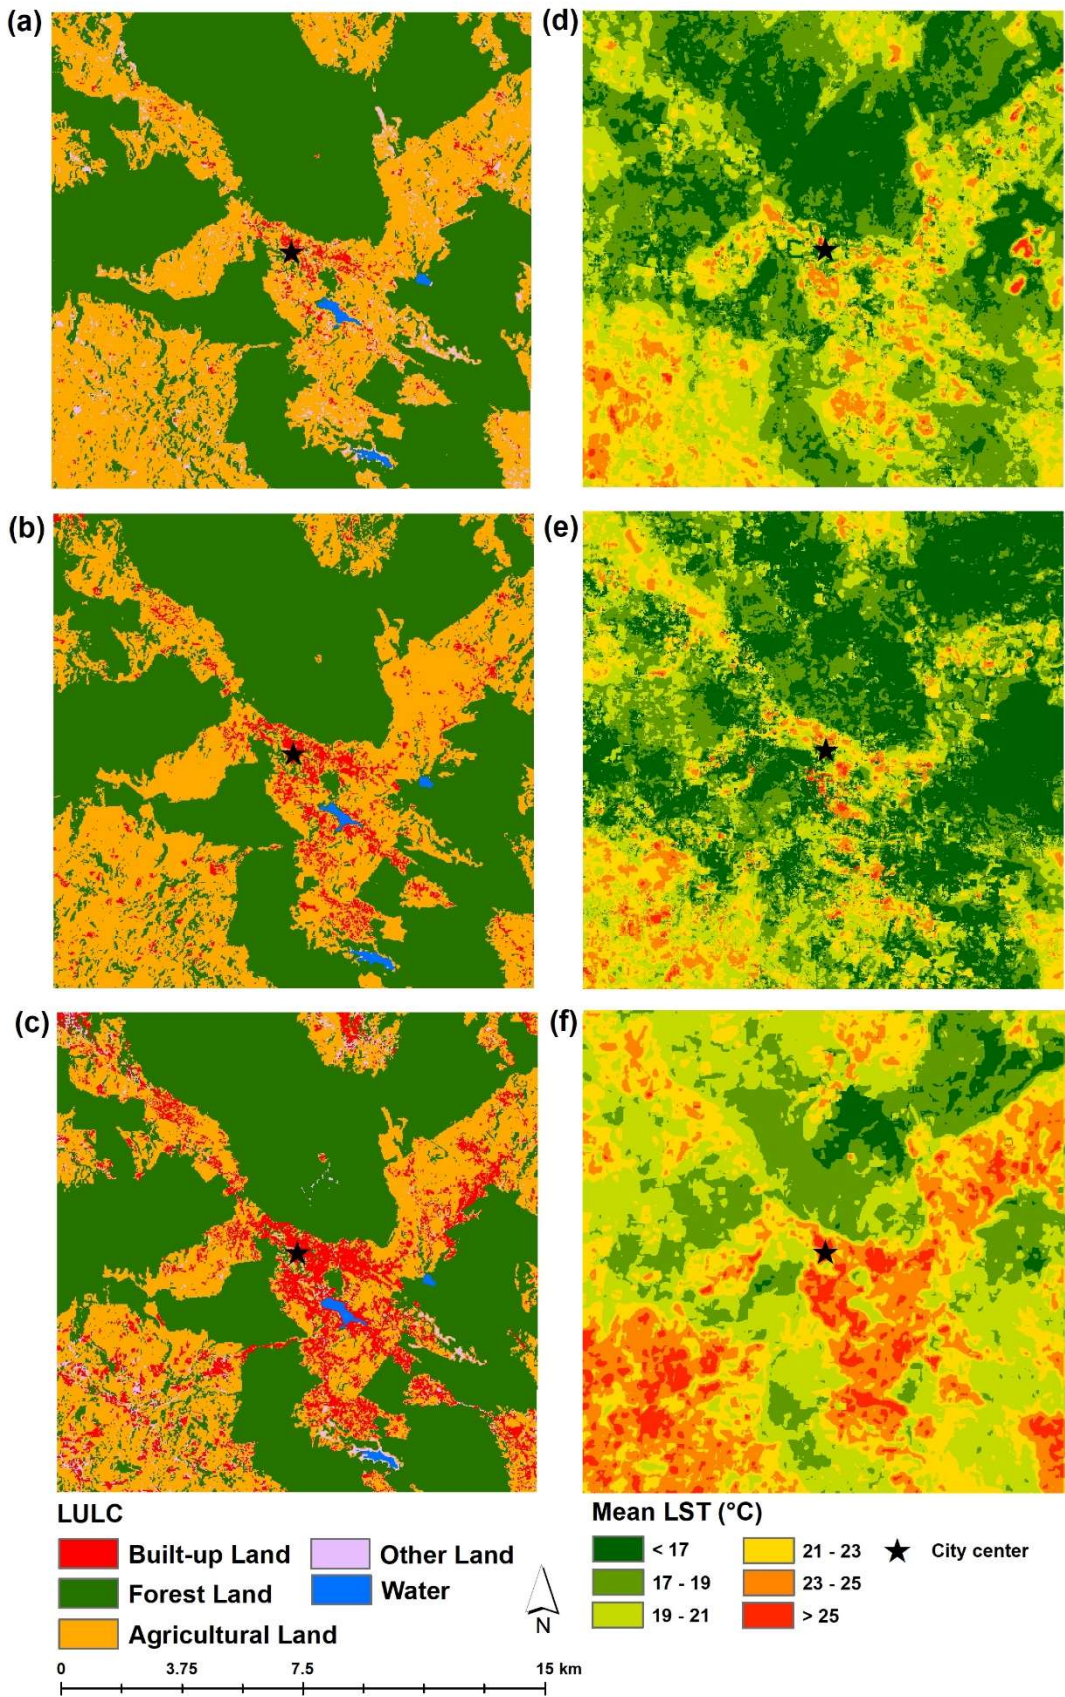 (a)
(d)
(b)
(e)
(c)
(f)
LULC
Built-up Land
Other Land
Forest Land
Water
Agricultural Land
N
0 3.75 7.5 15 km
Mean LST (°C)
< 17
21 - 23
City center
17 - 19
23 - 25
19 - 21
> 25